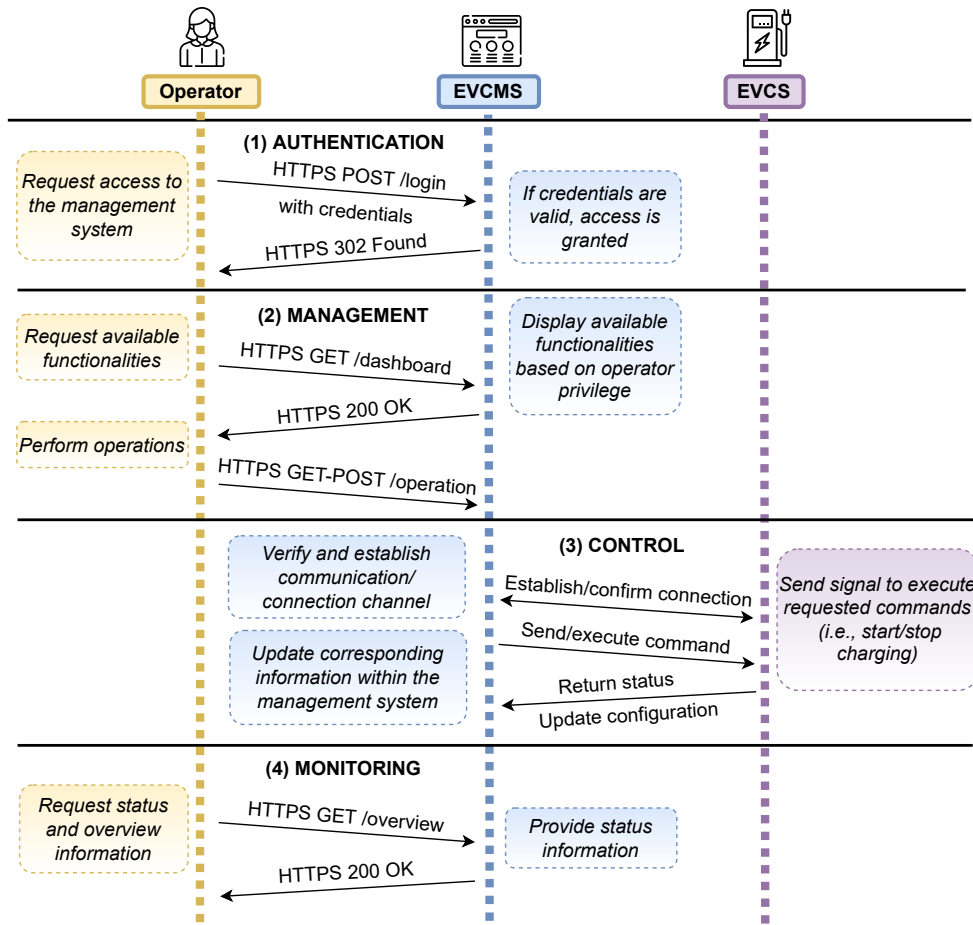 Operator
EVCMS
EVCS
(1) AUTHENTICATION
Request access to
the management
system
HTTPS POST /login
with credentials
If credentials are
valid, access is
granted
HTTPS 302 Found
(2) MANAGEMENT
Request available
functionalities
HTTPS GET /dashboard
Display available
functionalities
based on operator
privilege
HTTPS 200 OK
Perform operations
HTTPS GET-POST /operation
(3) CONTROL
Verify and establish
communication/
connection channel
Establish/confirm connection
Send signal to execute
requested commands
(i.e., start/stop
charging)
Update corresponding
information within the
management system
Send/execute command
Return status
Update configuration
(4) MONITORING
Request status
and overview
information
HTTPS GET /overview
Provide status
information
HTTPS 200 OK